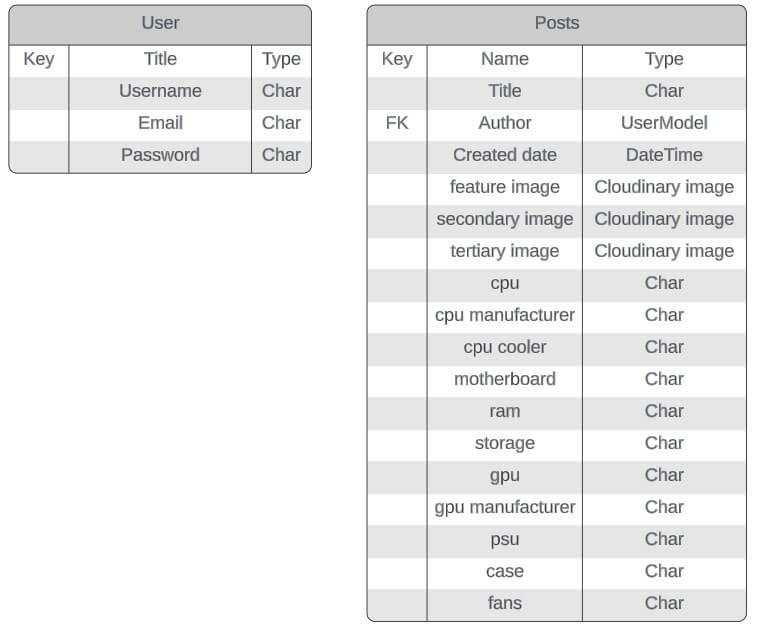 User
Key Title Type
Username Char
Email Char
Password Char
Posts
Key Name Type
Title Char
FK Author UserModel
Created date DateTime
feature image Cloudinary image
secondary image Cloudinary image
tertiary image Cloudinary image
cpu Char
cpu manufacturer Char
cpu cooler Char
motherboard Char
ram Char
storage Char
gpu Char
gpu manufacturer Char
psu Char
case Char
fans Char